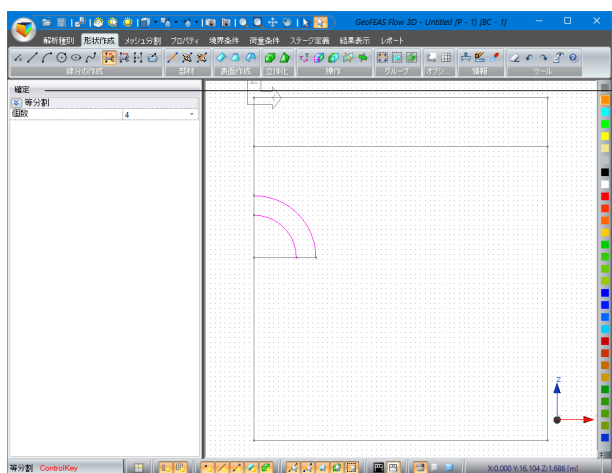 GeoFEAS Flow 3D - Untitled [P - 1] [BC - 1]
解析種別 形状作成 メッシュ分割 プロパティ 境界条件 荷重条件 ステージ定義 結果表示 レポート
線分の作成 部材 表面作成 立体化 操作 グループ オプシ... 情報 ツール
確定
等分割
個数 4
Z
等分割 ControlKey
X:0.000 Y:16.104 Z:1.686 [m]